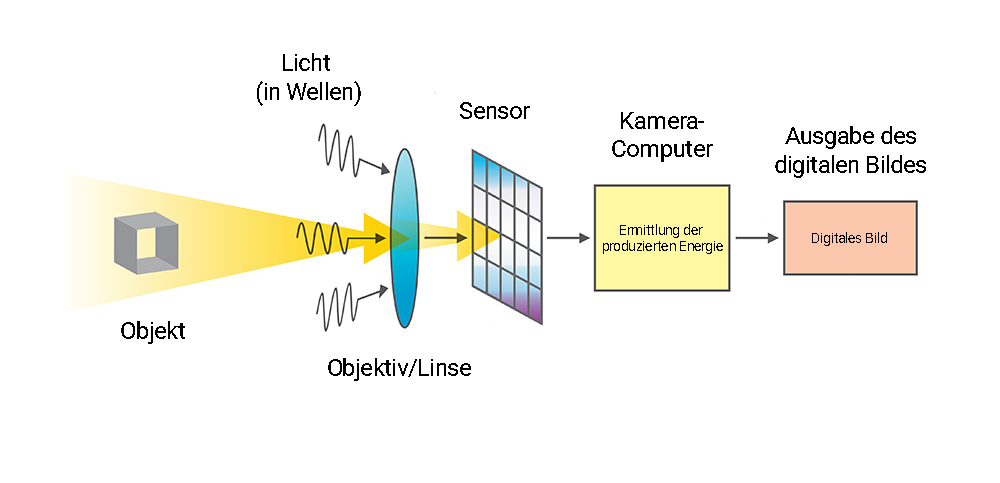 Licht
(in Wellen)
Sensor
Kamera-
Computer
Ausgabe des
digitalen Bildes
Ermittlung der
produzierten Energie
Digitales Bild
Objekt
Objektiv/Linse